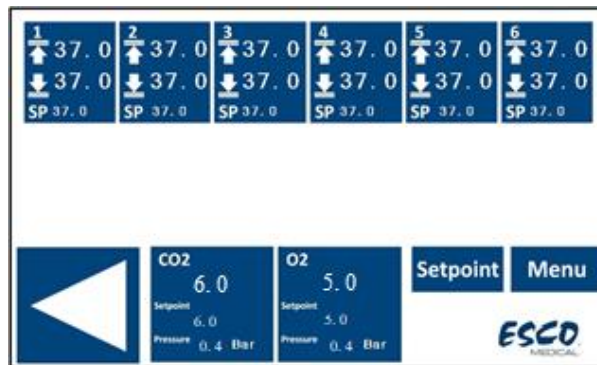 1 2 3 4 5 6
37.0 37.0 37.0 37.0 37.0 37.0
37.0 37.0 37.0 37.0 37.0 37.0
SP 37.0 SP 37.0 SP 37.0 SP 37.0 SP 37.0 SP 37.0
CO2
6.0
Setpoint
6.0
Pressure 0.4 Bar
O2
5.0
Setpoint
5.0
Pressure 0.4 Bar
Setpoint
Menu
ESCO
MEDICAL